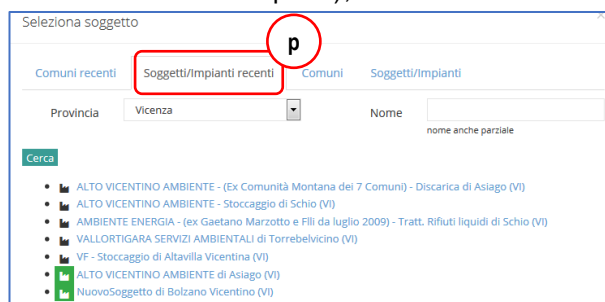 Seleziona soggetto
p
Comuni recenti Soggetti/Impianti recenti Comuni Soggetti/Impianti
Provincia Vicenza Nome
nome anche parziale
Cerca
ALTO VICENTINO AMBIENTE - (Ex Comunità Montana dei 7 Comuni) - Discarica di Asiago (VI)
ALTO VICENTINO AMBIENTE - Stoccaggio di Schio (VI)
AMBIENTE ENERGIA - (ex Gaetano Marzotto e Flli da luglio 2009) - Tratt. Rifiuti liquidi di Schio (VI)
VALLORTIGARA SERVIZI AMBIENTALI di Torrebelvicino (VI)
VF - Stoccaggio di Altavilla Vicentina (VI)
ALTO VICENTINO AMBIENTE di Asiago (VI)
NuovoSoggetto di Bolzano Vicentino (VI)